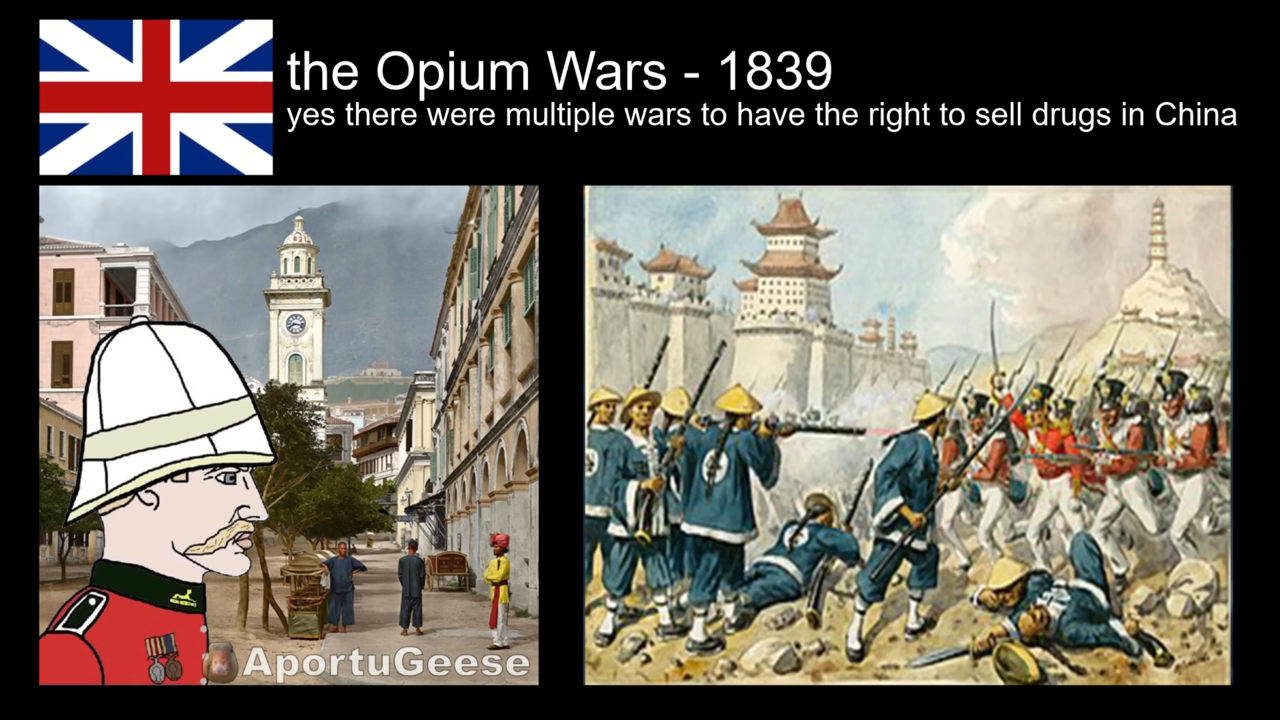 the Opium Wars - 1839
yes there were multiple wars to have the right to sell drugs in China
AportuGeese